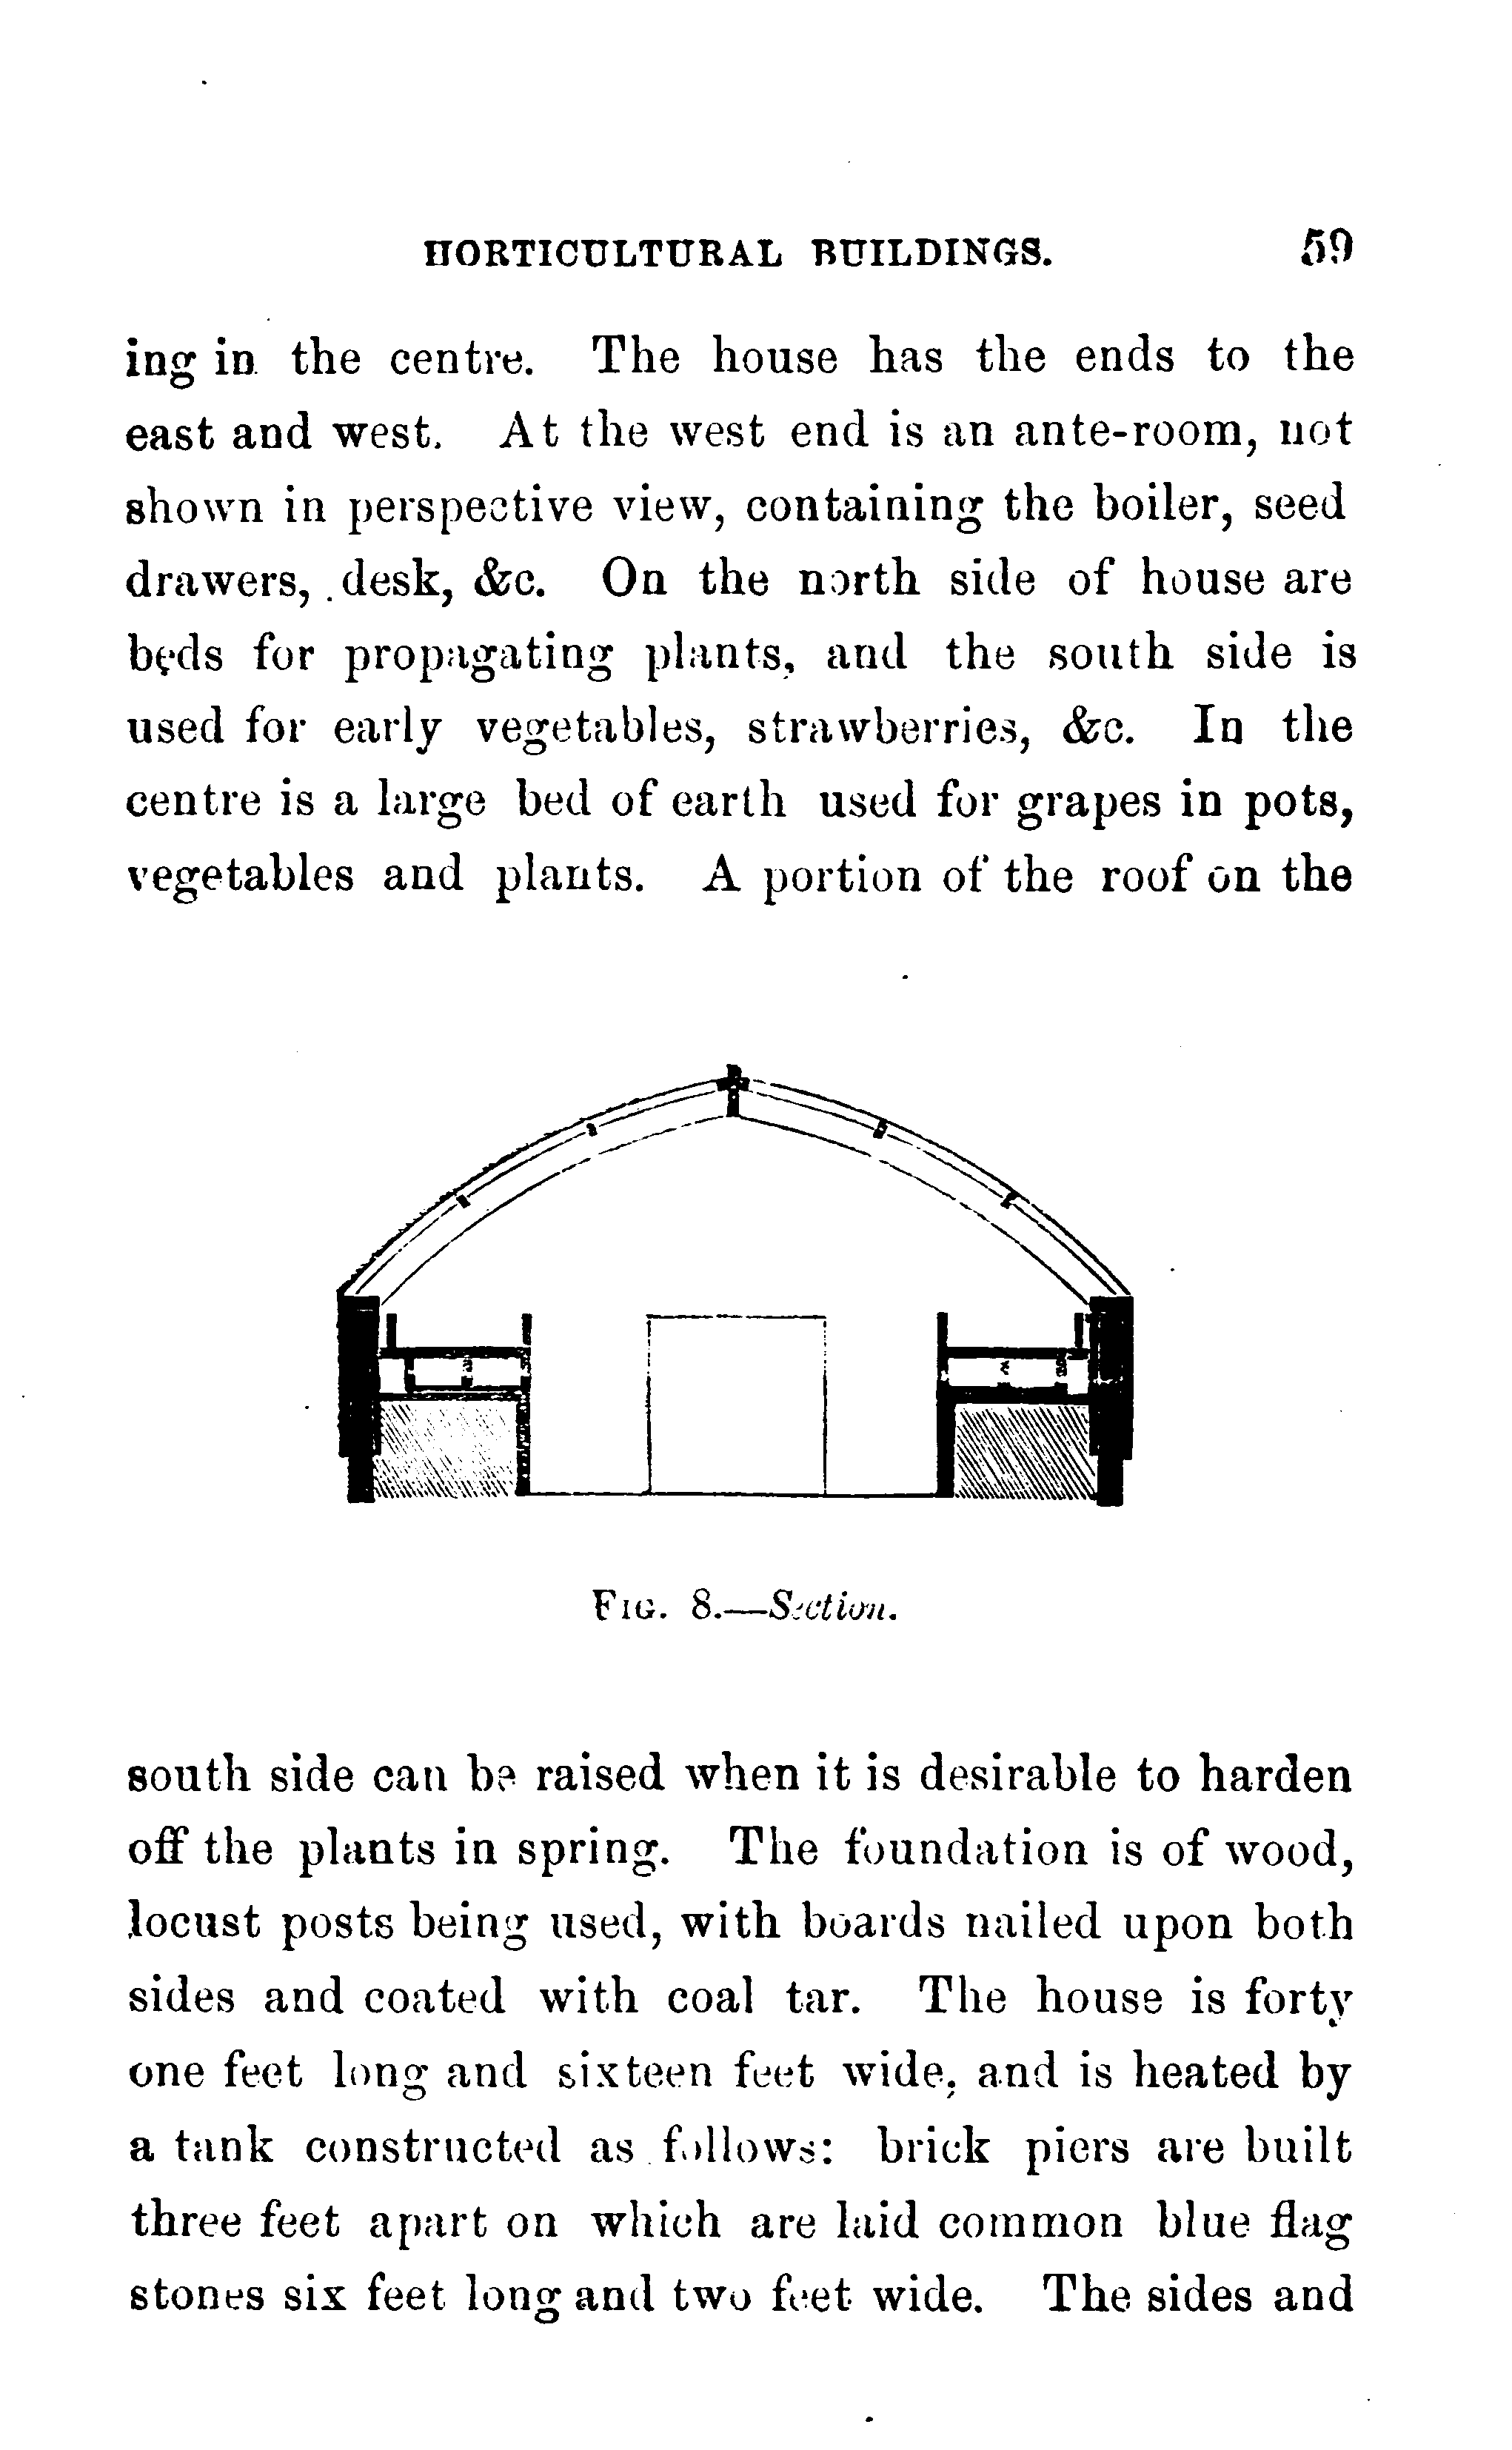 HORTICULTURAL BUILDINGS. 59
ing in the centre. The house has the ends to the
east and west. At the west end is an ante-room, not
shown in perspective view, containing the boiler, seed
drawers, desk, &c. On the north side of house are
beds for propagating plants, and the south side is
used for early vegetables, strawberries, &c. In the
centre is a large bed of earth used for grapes in pots,
vegetables and plants. A portion of the roof on the
FIG. 8.—Section.
south side can be raised when it is desirable to harden
off the plants in spring. The foundation is of wood,
locust posts being used, with boards nailed upon both
sides and coated with coal tar. The house is forty
one feet long and sixteen feet wide, and is heated by
a tank constructed as follows: brick piers are built
three feet apart on which are laid common blue flag
stones six feet long and two feet wide. The sides and